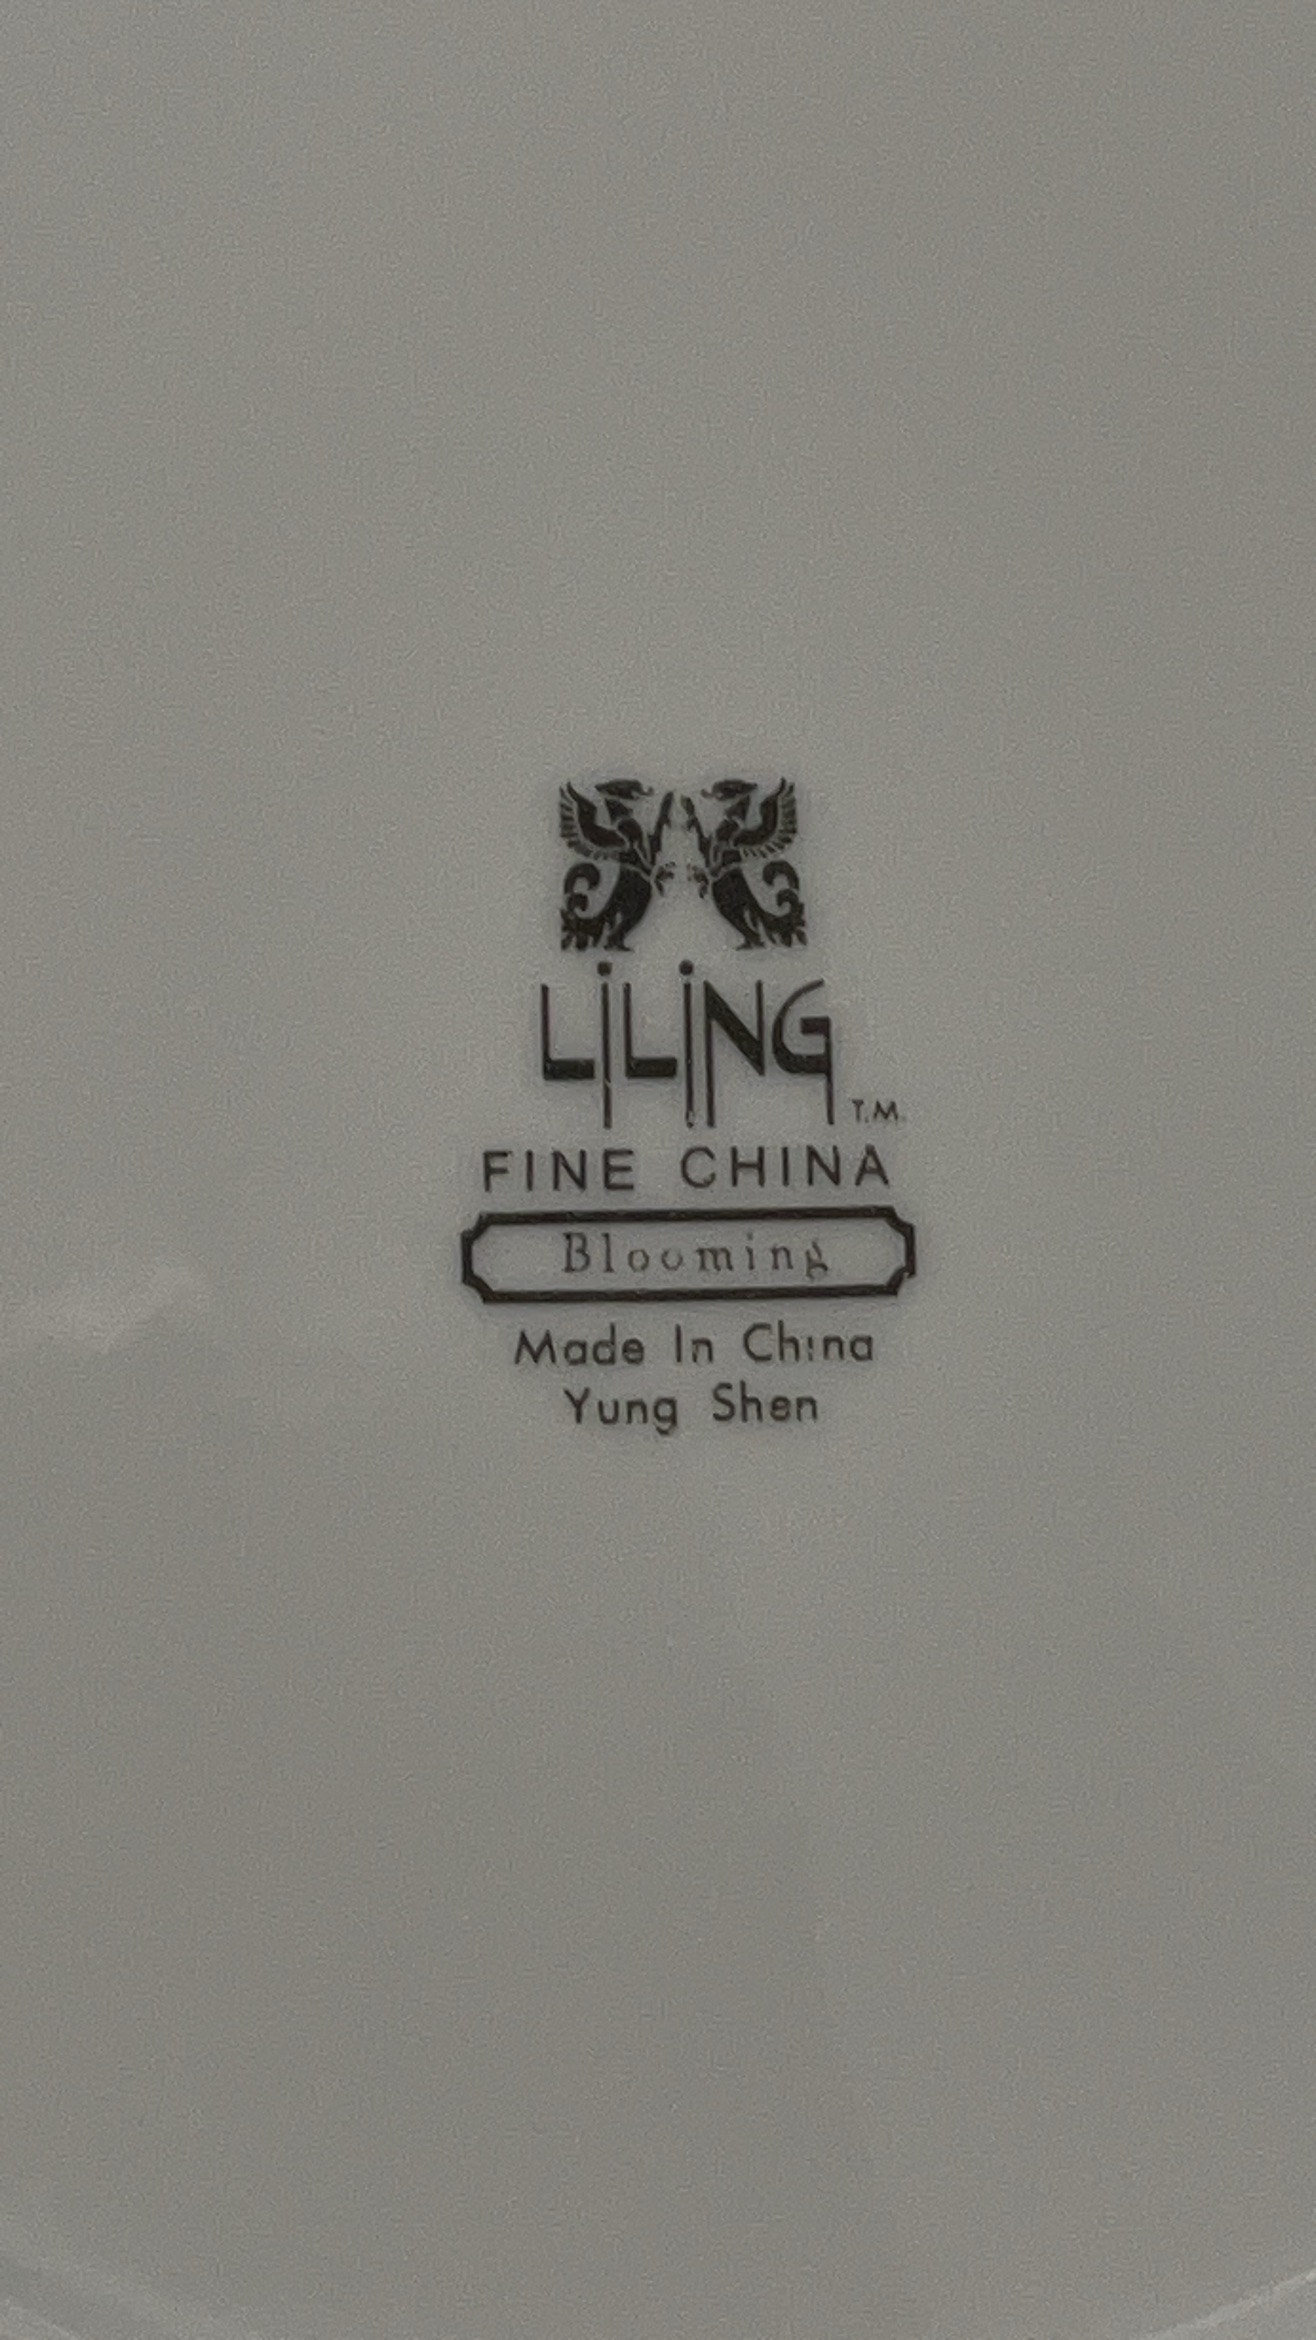 LiLiNG
T.M.
FINE CHINA
Blooming
Made In China
Yung Shen